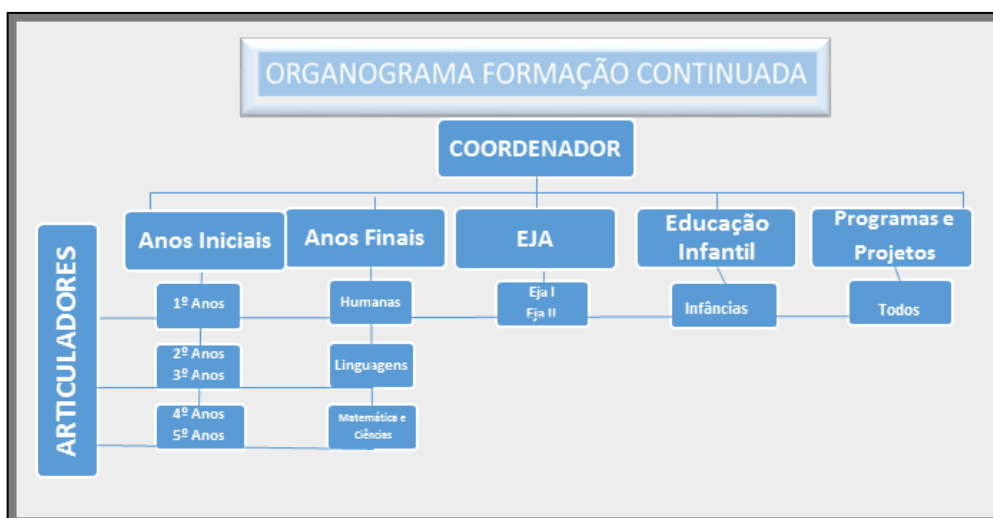 ORGANOGRAMA FORMAÇÃO CONTINUADA
COORDENADOR
ARTICULADORES
Anos Iniciais
1º Anos
2º Anos
3º Anos
4º Anos
5º Anos
Anos Finais
Humanas
Linguagens
Matemática e
Ciências
EJA
Eja I
Eja II
Educação
Infantil
Infâncias
Programas e
Projetos
Todos